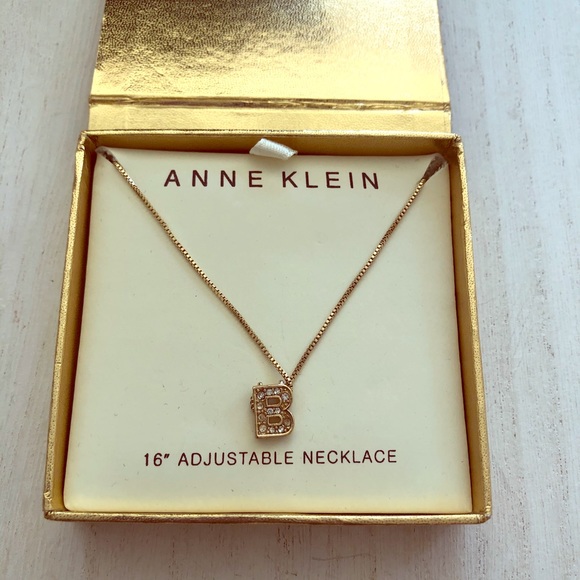 ANNE KLEIN
B
16" ADJUSTABLE NECKLACE